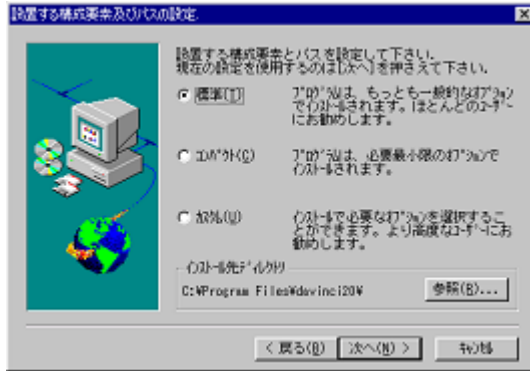 設置する構成要素及びパスの設定
設置する構成要素とパスを設定して下さい.
現在の設定を使用するのは[次へ]を押さえて下さい.
標準(T)
プログラムは、もっとも一般的なオプション
でインストールされます。ほとんどのユーザー
にお勧めします。
コンパクト(C)
プログラムは、必要最小限のオプションで
インストールされます。
カスタム(U)
インストールで必要なオプションを選択するこ
とができます。より高度なユーザーにお
勧めします。
インストール先ディレクトリ
C:¥Program Files¥davinci20¥
参照(R)...
< 戻る(B)
次へ(N) >
キャンセル